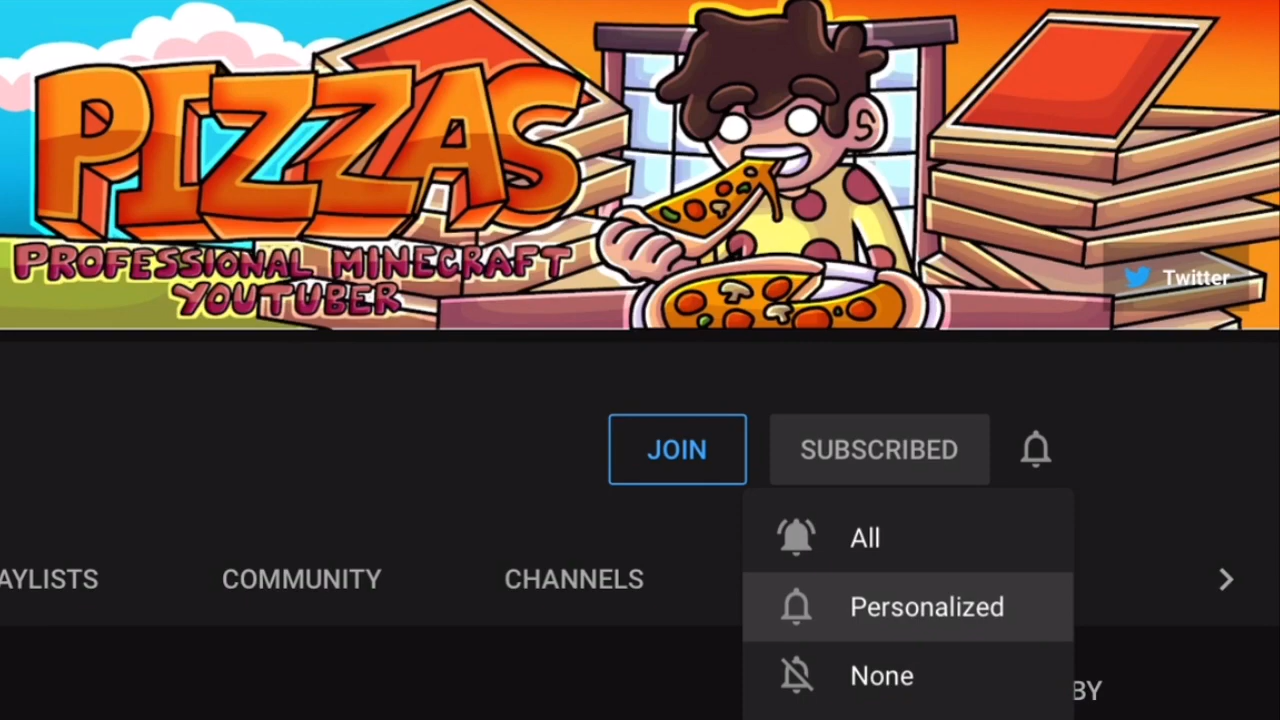 PIZZAS
PROFESSIONAL MINECRAFT
YOUTUBER
Twitter
JOIN
SUBSCRIBED
All
AYLISTS
COMMUNITY
CHANNELS
Personalized
None
BY